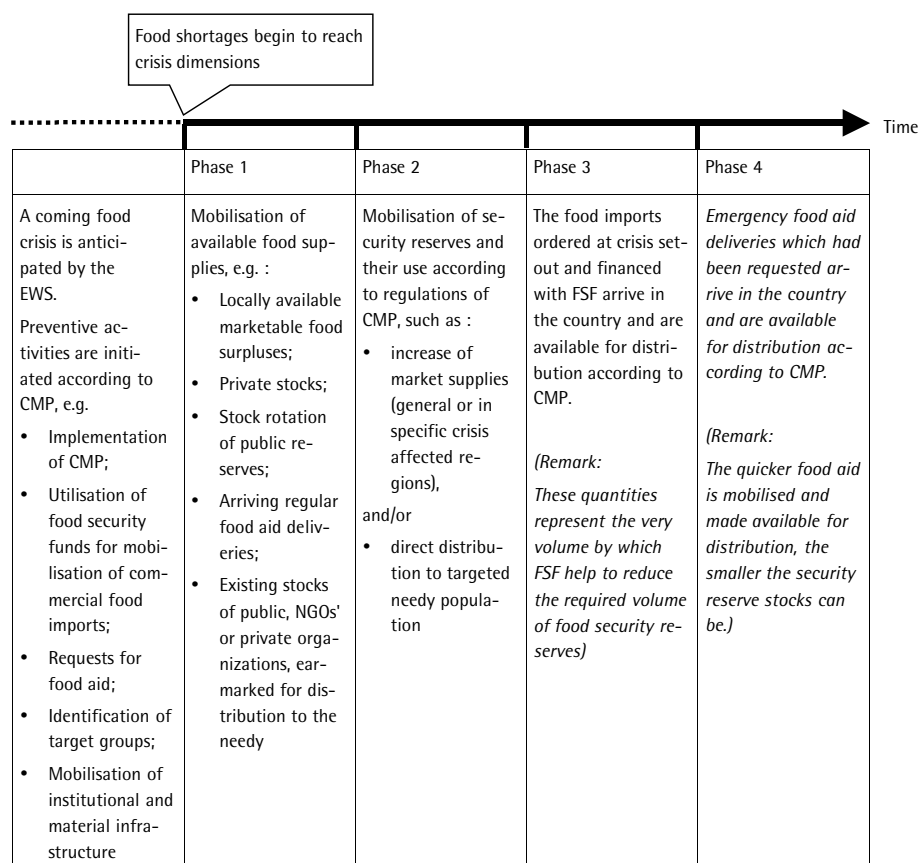 Food shortages begin to reach
crisis dimensions
Time
Phase 1
Phase 2
Phase 3
Phase 4
A coming food
crisis is antici-
pated by the
EWS.
Preventive ac-
tivities are initi-
ated according to
CMP, e.g.
• Implementation
of CMP;
• Utilisation of
food security
funds for mobi-
lisation of com-
mercial food
imports;
• Requests for
food aid;
• Identification of
target groups;
• Mobilisation of
institutional and
material infra-
structure
Mobilisation of
available food sup-
plies, e.g. :
• Locally available
marketable food
surpluses;
• Private stocks;
• Stock rotation
of public re-
serves;
• Arriving regular
food aid deliv-
eries;
• Existing stocks
of public, NGOs'
or private orga-
nizations, ear-
marked for dis-
tribution to the
needy
Mobilisation of se-
curity reserves and
their use according
to regulations of
CMP, such as :
• increase of
market supplies
(general or in
specific crisis
affected re-
gions),
and/or
• direct distribu-
tion to targeted
needy popula-
tion
The food imports
ordered at crisis set-
out and financed
with FSF arrive in
the country and are
available for distri-
bution according to
CMP.
(Remark:
These quantities
represent the very
volume by which
FSF help to reduce
the required volume
of food security re-
serves)
Emergency food aid
deliveries which had
been requested ar-
rive in the country
and are available
for distribution ac-
cording to CMP.
(Remark:
The quicker food aid
is mobilised and
made available for
distribution, the
smaller the security
reserve stocks can
be.)